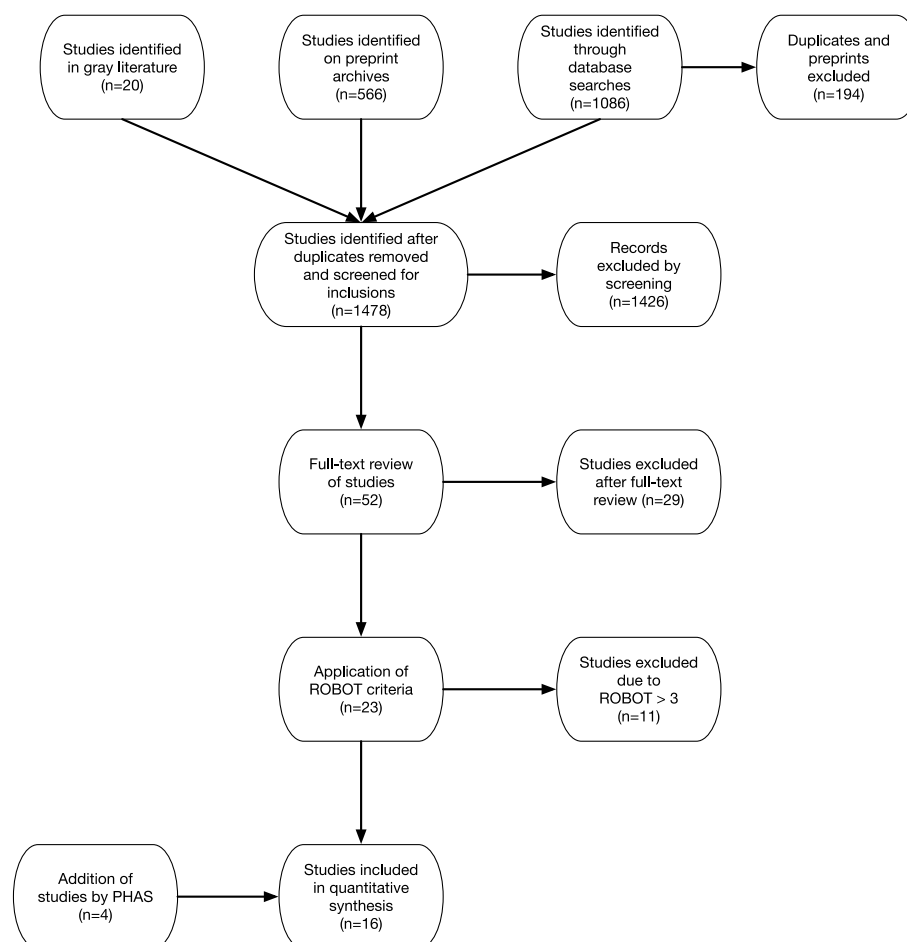 Studies identified
in gray literature
(n=20)
Studies identified
on preprint
archives
(n=566)
Studies identified
through
database
searches
(n=1086)
Duplicates and
preprints
excluded
(n=194)
Studies identified after
duplicates removed
and screened for
inclusions
(n=1478)
Records
excluded by
screening
(n=1426)
Full-text review
of studies
(n=52)
Studies excluded
after full-text
review (n=29)
Application of
ROBOT criteria
(n=23)
Studies excluded
due to
ROBOT > 3
(n=11)
Addition of
studies by PHAS
(n=4)
Studies included
in quantitative
synthesis
(n=16)